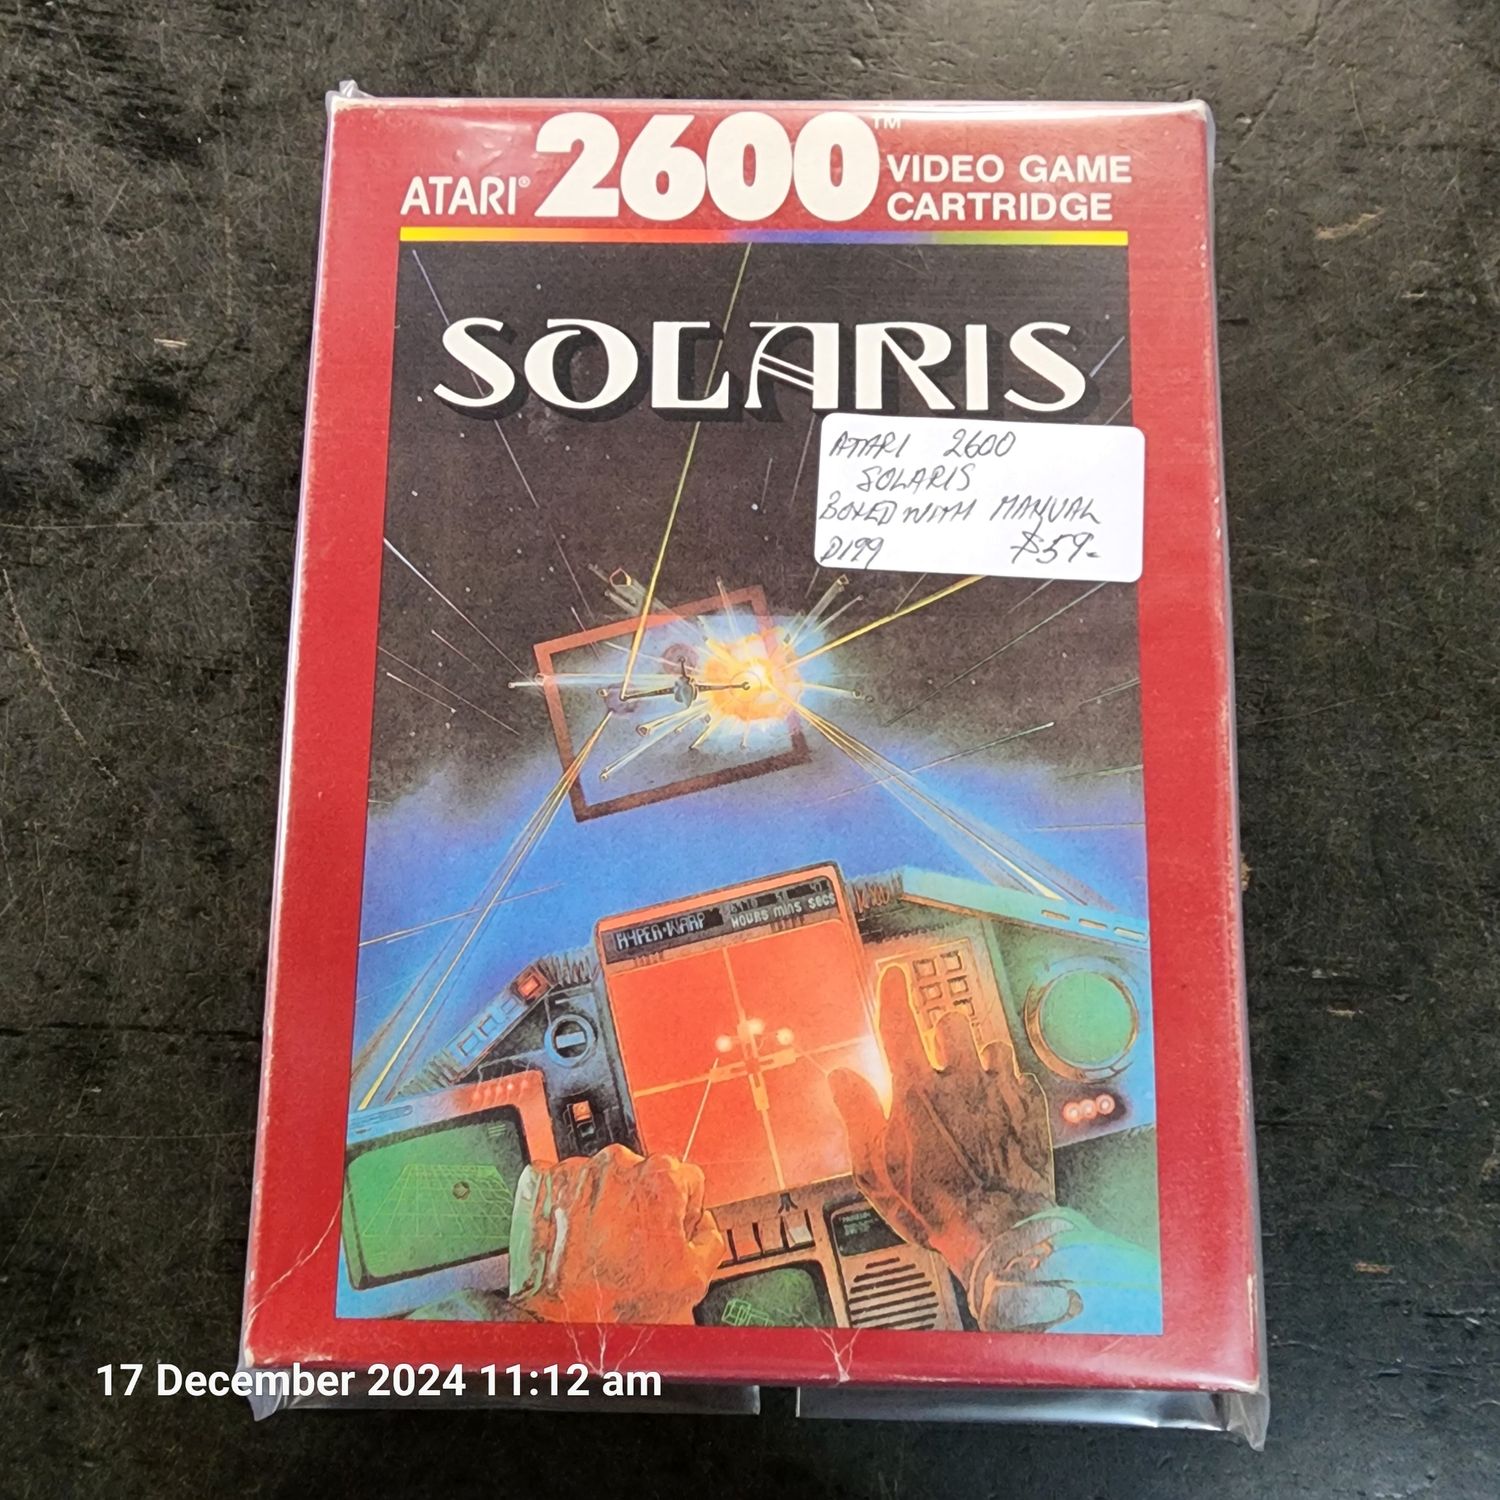 ATARI® 2600™ VIDEO GAME
CARTRIDGE
SOLARIS
ATARI 2600
SOLARIS
BOXED WITH MANUAL
D199 $59-
HYPER-WARP
HOURS MINS SECS
17 December 2024 11:12 am